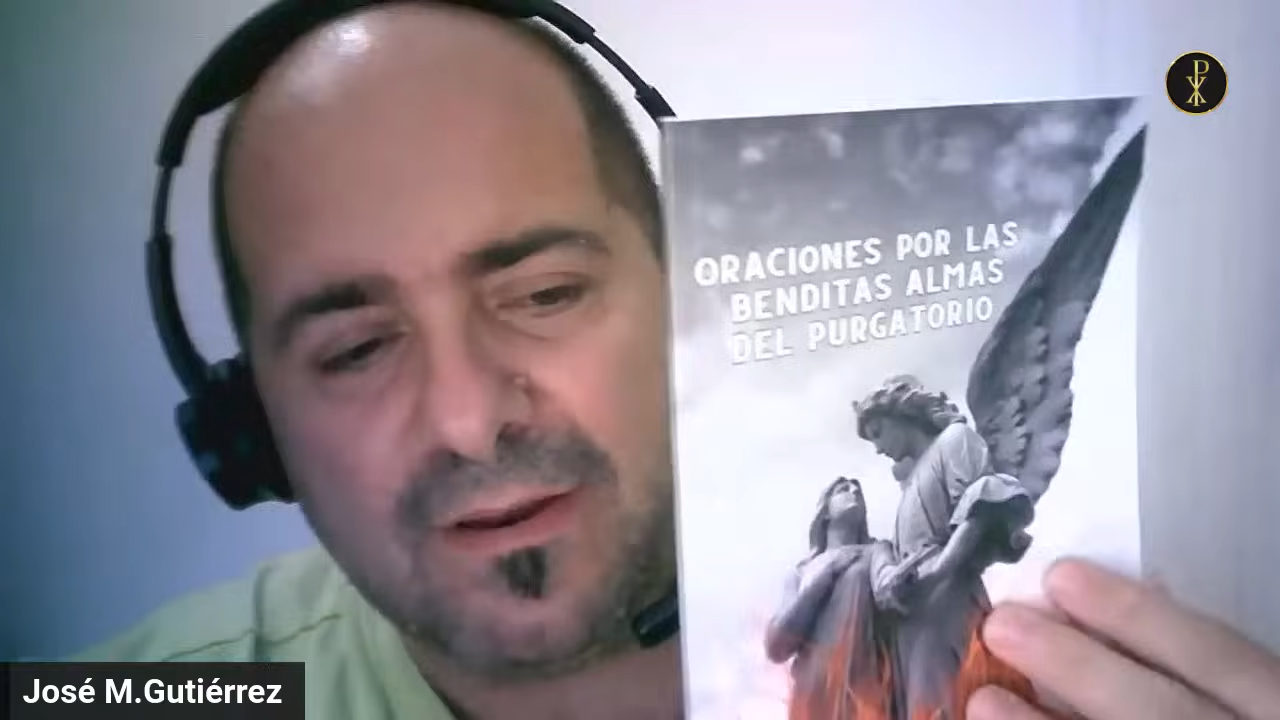 ORACIONES POR LAS
BENDITAS ALMAS
DEL PURGATORIO
José M.Gutiérrez